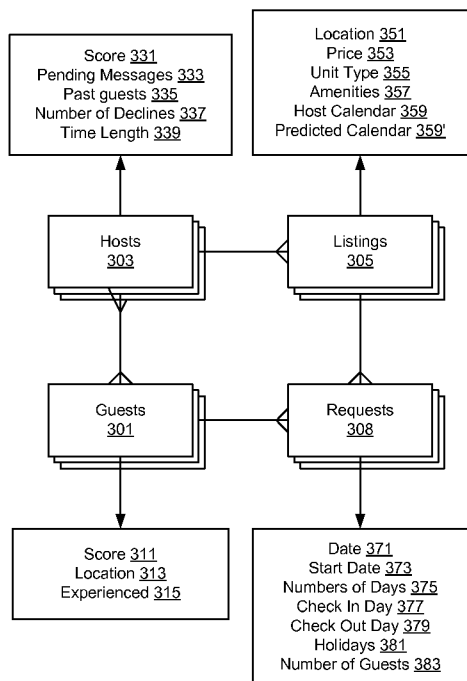 Score 331
Pending Messages 333
Past guests 335
Number of Declines 337
Time Length 339
Location 351
Price 353
Unit Type 355
Amenities 357
Host Calendar 359
Predicted Calendar 359'
Hosts
303
Listings
305
Guests
301
Requests
308
Score 311
Location 313
Experienced 315
Date 371
Start Date 373
Numbers of Days 375
Check In Day 377
Check Out Day 379
Holidays 381
Number of Guests 383